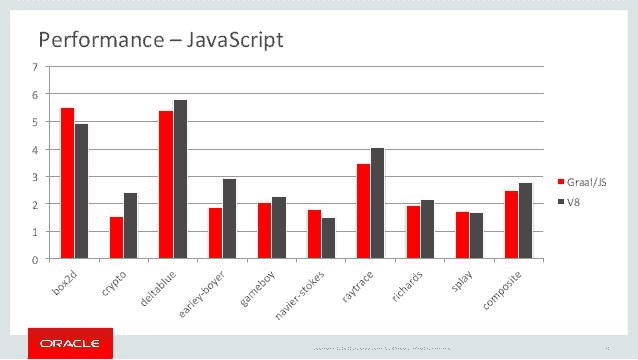 Performance – JavaScript
7
6
5
4
3
2
1
0
Graal/JS
V8
box2d
crypto
deltablue
earley-boyer
gameboy
navier-stokes
raytrace
richards
splay
composite
ORACLE